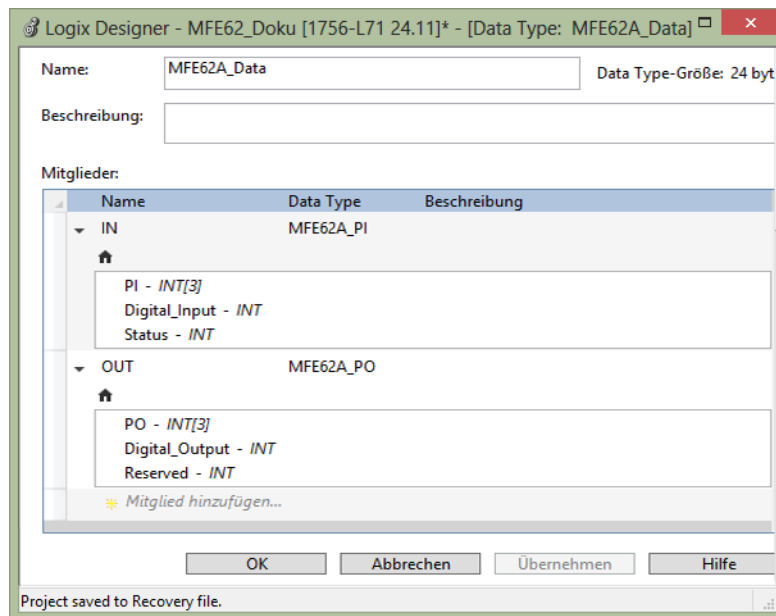 Logix Designer - MFE62_Doku [1756-L71 24.11]* - [Data Type: MFE62A_Data]
Name: MFE62A_Data Data Type-Größe: 24 byt
Beschreibung:
Mitglieder:
Name Data Type Beschreibung
IN MFE62A_PI
PI - INT[3]
Digital_Input - INT
Status - INT
OUT MFE62A_PO
PO - INT[3]
Digital_Output - INT
Reserved - INT
Mitglied hinzufügen...
OK Abbrechen Übernehmen Hilfe
Project saved to Recovery file.